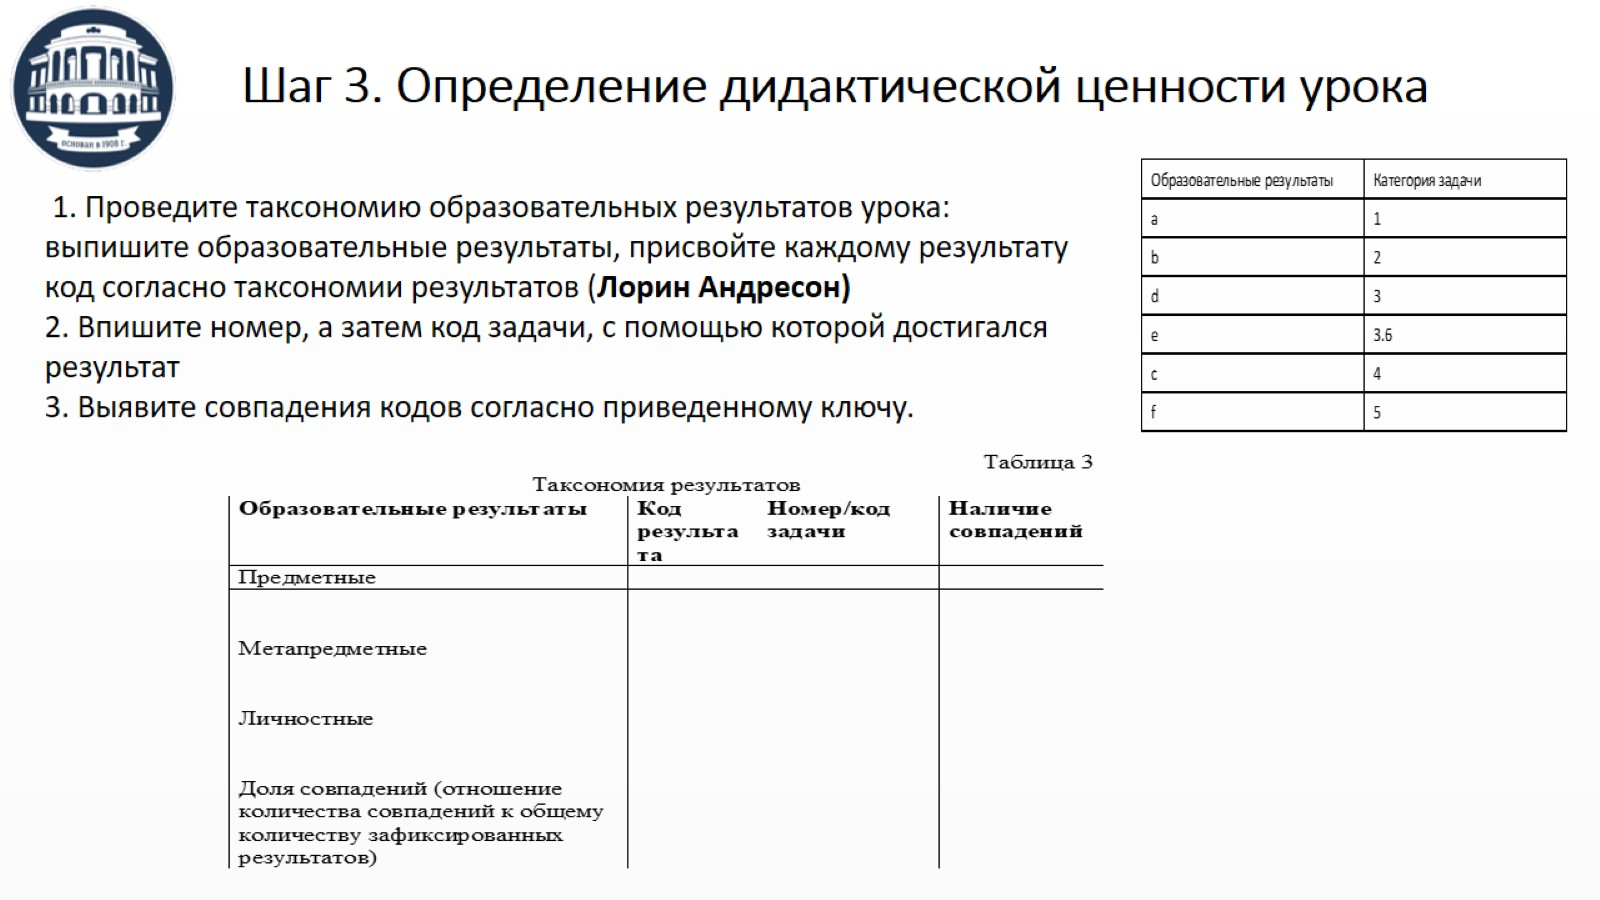 основан в 1908 г.
Шаг 3. Определение дидактической ценности урока
1. Проведите таксономию образовательных результатов урока:
выпишите образовательные результаты, присвойте каждому результату
код согласно таксономии результатов (Лорин Андресон)
2. Впишите номер, а затем код задачи, с помощью которой достигался
результат
3. Выявите совпадения кодов согласно приведенному ключу.
Образовательные результаты Категория задачи
a 1
b 2
d 3
e 3.6
c 4
f 5
Таблица 3
Таксономия результатов
Образовательные результаты Код Номер/код Наличие
результа задачи совпадений
та
Предметные
Метапредметные
Личностные
Доля совпадений (отношение
количества совпадений к общему
количеству зафиксированных
результатов)